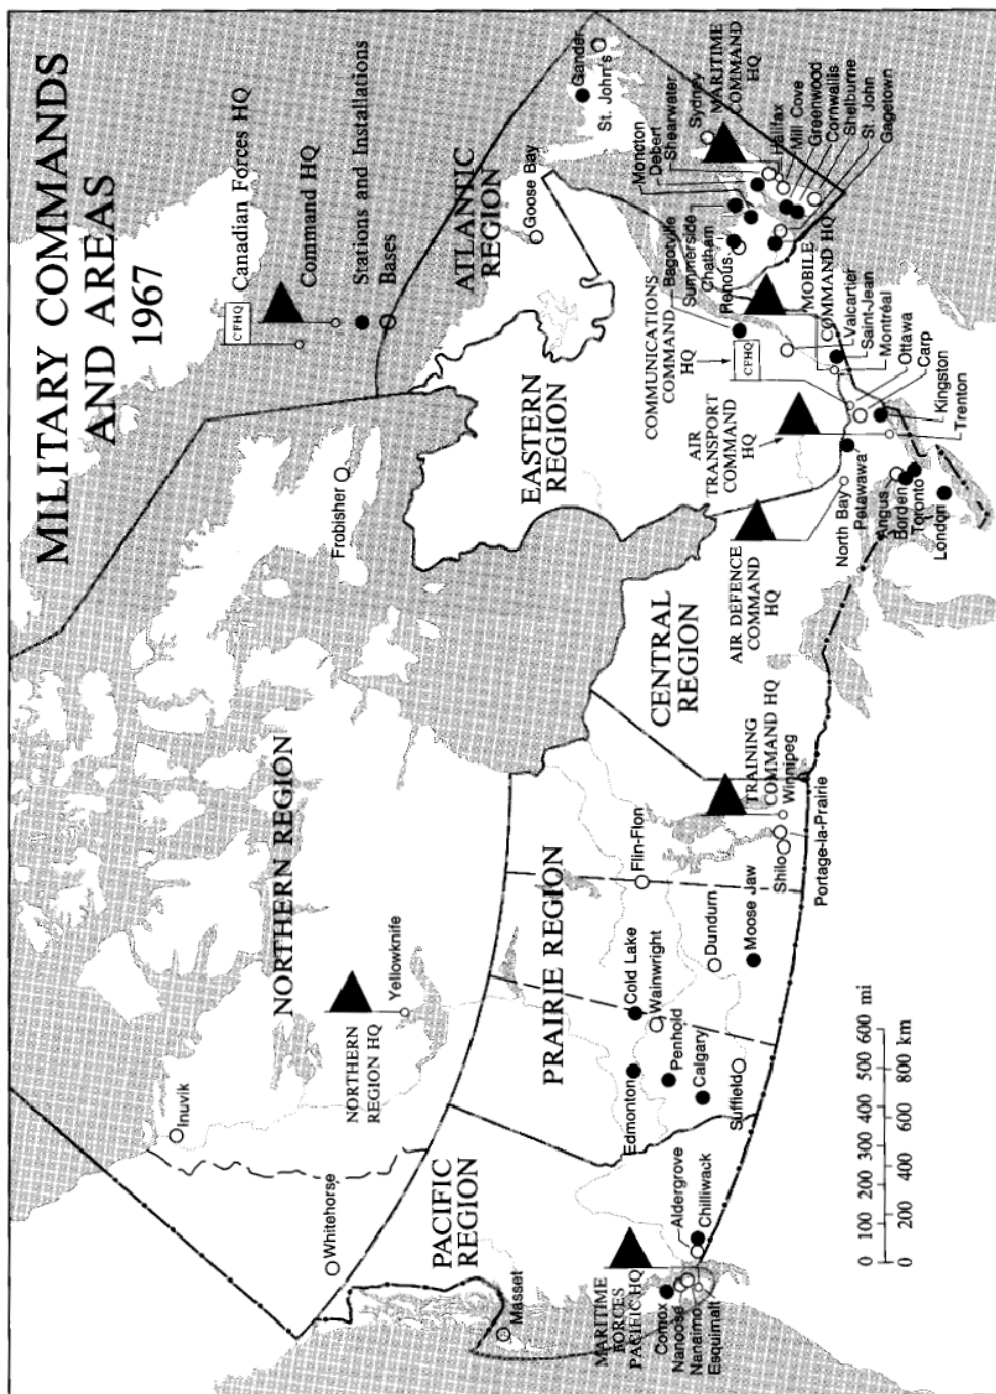 MILITARY COMMANDS
AND AREAS
1967
CFHQ
Canadian Forces HQ
Command HQ
Stations and Installations
Bases
NORTHERN REGION
Inuvik
Whitehorse
Yellowknife
NORTHERN
REGION HQ
Frobisher
PACIFIC
REGION
Masset
MARITIME
FORCES
PACIFIC HQ
Comox
Nanoose
Nanaimo
Esquimalt
Aldergrove
Chilliwack
PRAIRIE REGION
Edmonton
Cold Lake
Wainwright
Penhold
Calgary
Suffield
Dundurn
Moose Jaw
Flin-Flon
Shilo
Portage-la-Prairie
TRAINING
COMMAND HQ
Winnipeg
CENTRAL
REGION
AIR DEFENCE
COMMAND
HQ
North Bay
Petawawa
Angus
Borden
Toronto
London
EASTERN
REGION
AIR
TRANSPORT
COMMAND
HQ
Trenton
Kingston
Carp
Ottawa
Montréal
Saint-Jean
Valcartier
COMMUNICATIONS
COMMAND
HQ
CFHQ
MOBILE
COMMAND HQ
Bagotville
ATLANTIC
REGION
Goose Bay
Gander
St. John's
Summerside
Chatham
Renous
Moncton
Debert
Shearwater
Sydney
MARITIME
COMMAND
HQ
Halifax
Mill Cove
Greenwood
Cornwallis
Shelburne
St. John
Gagetown
0 100 200 300 400 500 600 mi
0 200 400 600 800 km